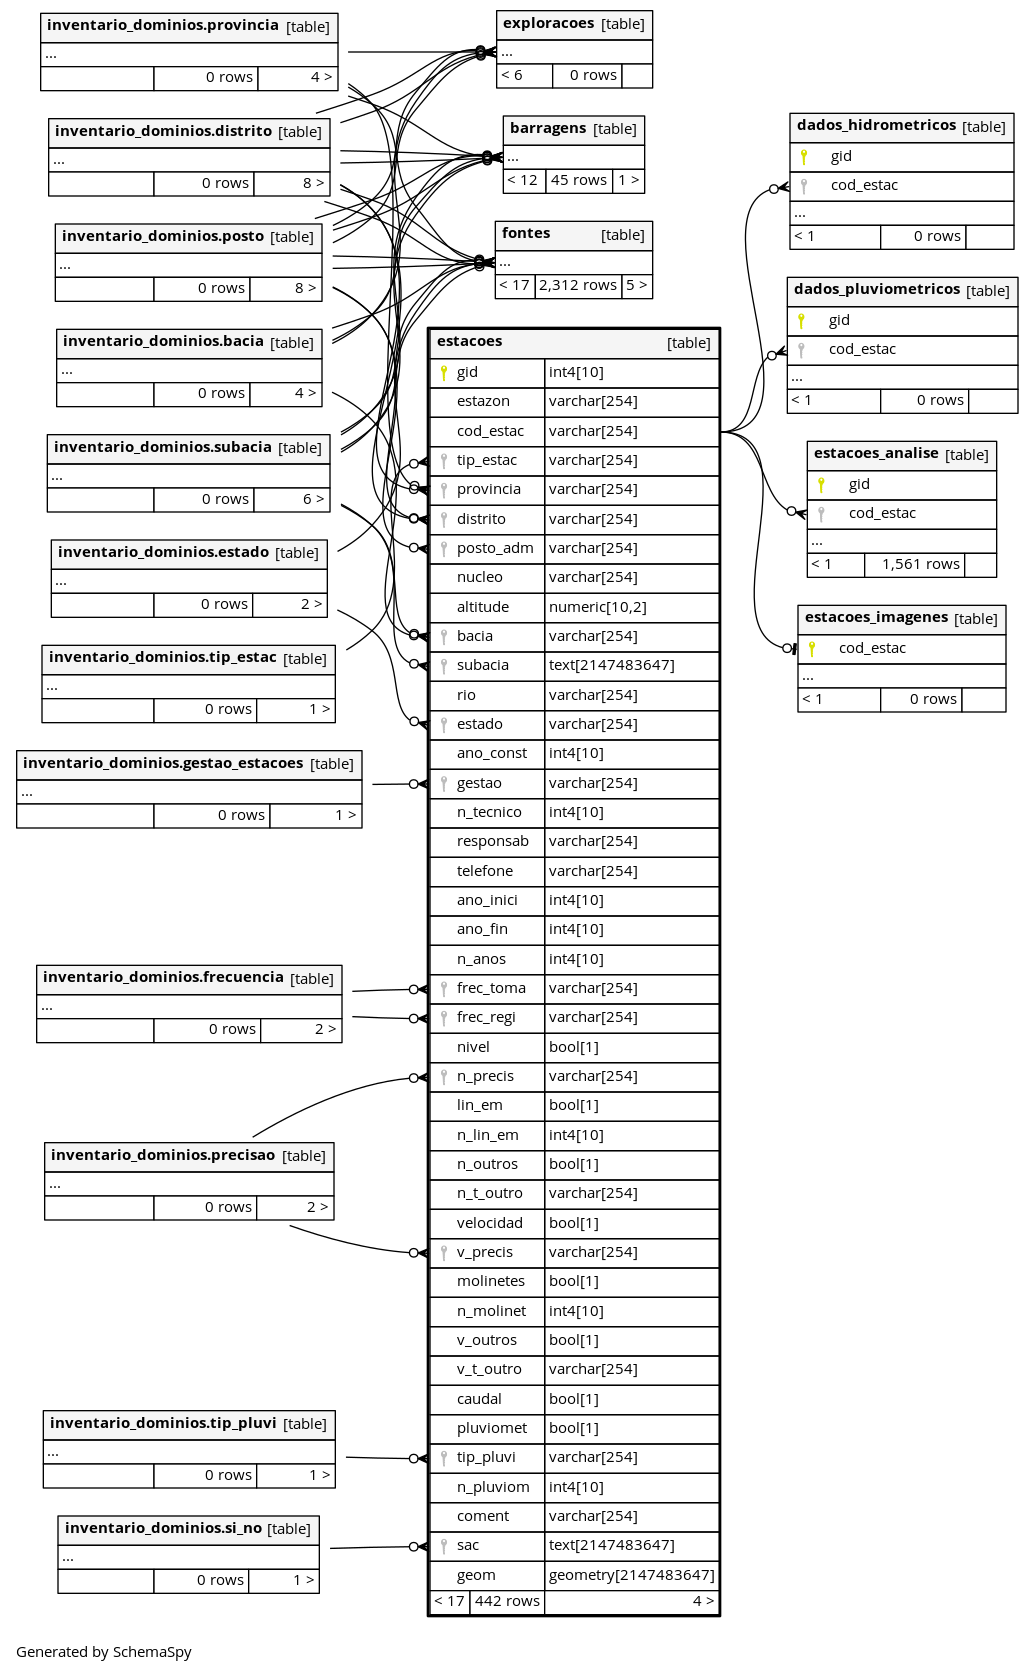 inventario_dominios.provincia [table]
...
0 rows 4 >
inventario_dominios.distrito [table]
...
0 rows 8 >
inventario_dominios.posto [table]
...
0 rows 8 >
inventario_dominios.bacia [table]
...
0 rows 4 >
inventario_dominios.subacia [table]
...
0 rows 6 >
inventario_dominios.estado [table]
...
0 rows 2 >
inventario_dominios.tip_estac [table]
...
0 rows 1 >
inventario_dominios.gestao_estacoes [table]
...
0 rows 1 >
inventario_dominios.frecuencia [table]
...
0 rows 2 >
inventario_dominios.precisao [table]
...
0 rows 2 >
inventario_dominios.tip_pluvi [table]
...
0 rows 1 >
inventario_dominios.si_no [table]
...
0 rows 1 >
exploracoes [table]
...
< 6 0 rows
barragens [table]
...
< 12 45 rows 1 >
fontes [table]
...
< 17 2,312 rows 5 >
estacoes [table]
gid int4[10]
estazon varchar[254]
cod_estac varchar[254]
tip_estac varchar[254]
provincia varchar[254]
distrito varchar[254]
posto_adm varchar[254]
nucleo varchar[254]
altitude numeric[10,2]
bacia varchar[254]
subacia text[2147483647]
rio varchar[254]
estado varchar[254]
ano_const int4[10]
gestao varchar[254]
n_tecnico int4[10]
responsab varchar[254]
telefone varchar[254]
ano_inici int4[10]
ano_fin int4[10]
n_anos int4[10]
frec_toma varchar[254]
frec_regi varchar[254]
nivel bool[1]
n_precis varchar[254]
lin_em bool[1]
n_lin_em int4[10]
n_outros bool[1]
n_t_outro varchar[254]
velocidad bool[1]
v_precis varchar[254]
molinetes bool[1]
n_molinet int4[10]
v_outros bool[1]
v_t_outro varchar[254]
caudal bool[1]
pluviomet bool[1]
tip_pluvi varchar[254]
n_pluviom int4[10]
coment varchar[254]
sac text[2147483647]
geom geometry[2147483647]
< 17 442 rows 4 >
dados_hidrometricos [table]
gid
cod_estac
...
< 1 0 rows
dados_pluviometricos [table]
gid
cod_estac
...
< 1 0 rows
estacoes_analise [table]
gid
cod_estac
...
< 1 1,561 rows
estacoes_imagenes [table]
cod_estac
...
< 1 0 rows
Generated by SchemaSpy